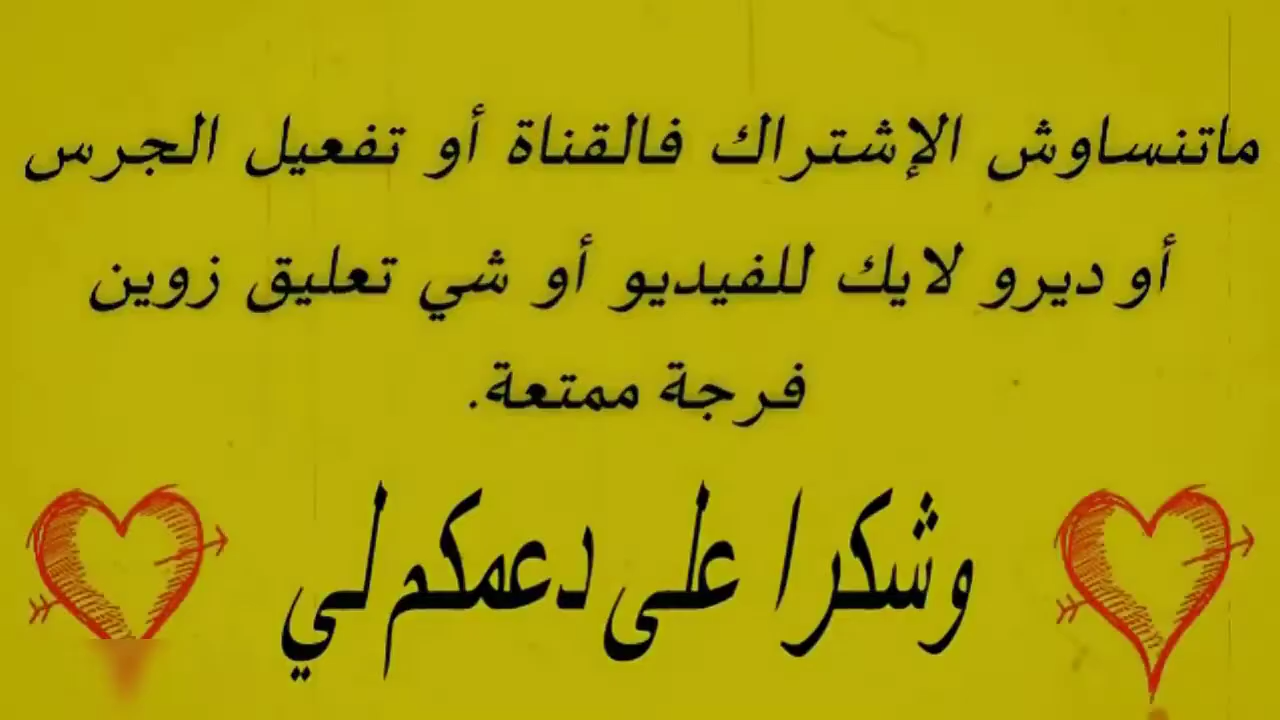 ماتنساوش الإشتراك فالقناة أو تفعيل الجرس
أو ديرو لايك للفيديو أو شي تعليق زوين
فرجة ممتعة.
وشكرا على دعمكم لي